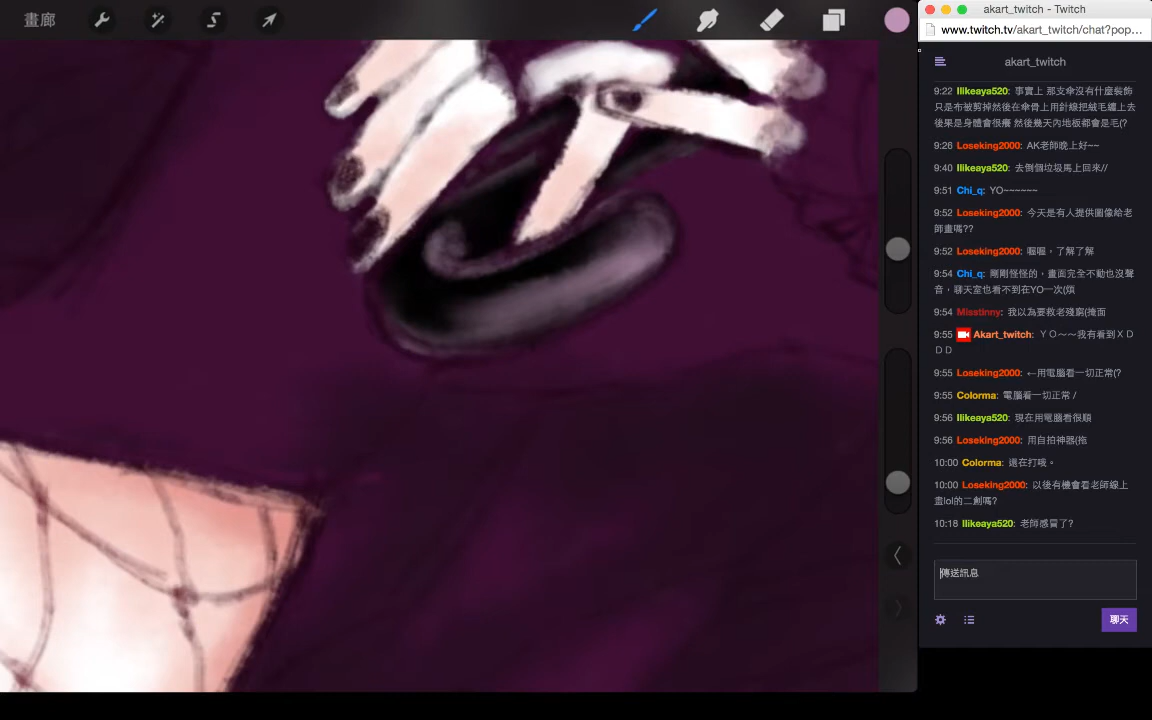 畫廊
akart_twitch - Twitch
www.twitch.tv/akart_twitch/chat?pop...
akart_twitch
9:22 Ilikeaya520: 事實上 那支傘沒有什麼裝飾
只是布被剪掉然後在傘骨上用針線把絨毛纏上去
後果是身體會很癢 然後幾天內地板都會是毛(?
9:26 Loseking2000: AK老師晚上好~~
9:40 Ilikeaya520: 去倒個垃圾馬上回來//
9:51 Chi_q: YO~~~~~~
9:52 Loseking2000: 今天是有人提供圖像給老
師畫嗎??
9:52 Loseking2000: 喔喔，了解了解
9:54 Chi_q: 剛剛怪怪的，畫面完全不動也沒聲
音，聊天室也看不到在YO一次(煩
9:54 Misstinny: 我以為要救老殘窮(掩面
9:55 Akart_twitch: ＹＯ～～我有看到ＸＤ
ＤＤ
9:55 Loseking2000: ←用電腦看一切正常(?
9:55 Colorma: 電腦看一切正常 /
9:56 Ilikeaya520: 現在用電腦看很順
9:56 Loseking2000: 用自拍神器(拖
10:00 Colorma: 還在打哦。
10:00 Loseking2000: 以後有機會看老師線上
畫lol的二創嗎?
10:18 Ilikeaya520: 老師感冒了?
傳送訊息
聊天